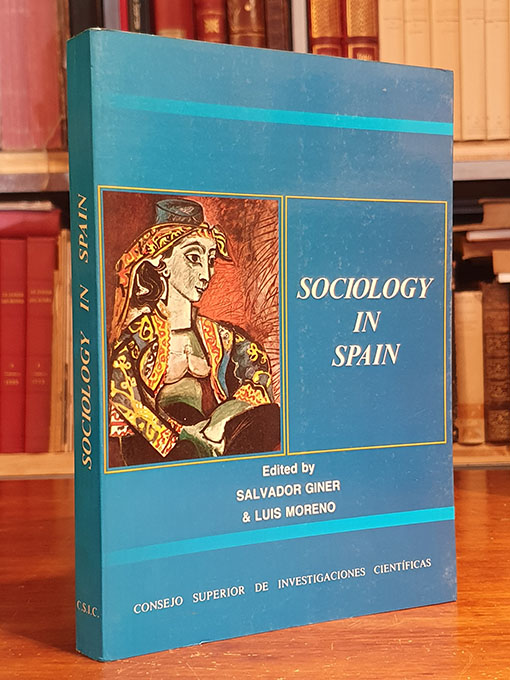 SOCIOLOGY IN SPAIN
C.S.I.C.
SOCIOLOGY
IN
SPAIN
Edited by
SALVADOR GINER
& LUIS MORENO
CONSEJO SUPERIOR DE INVESTIGACIONES CIENTÍFICAS